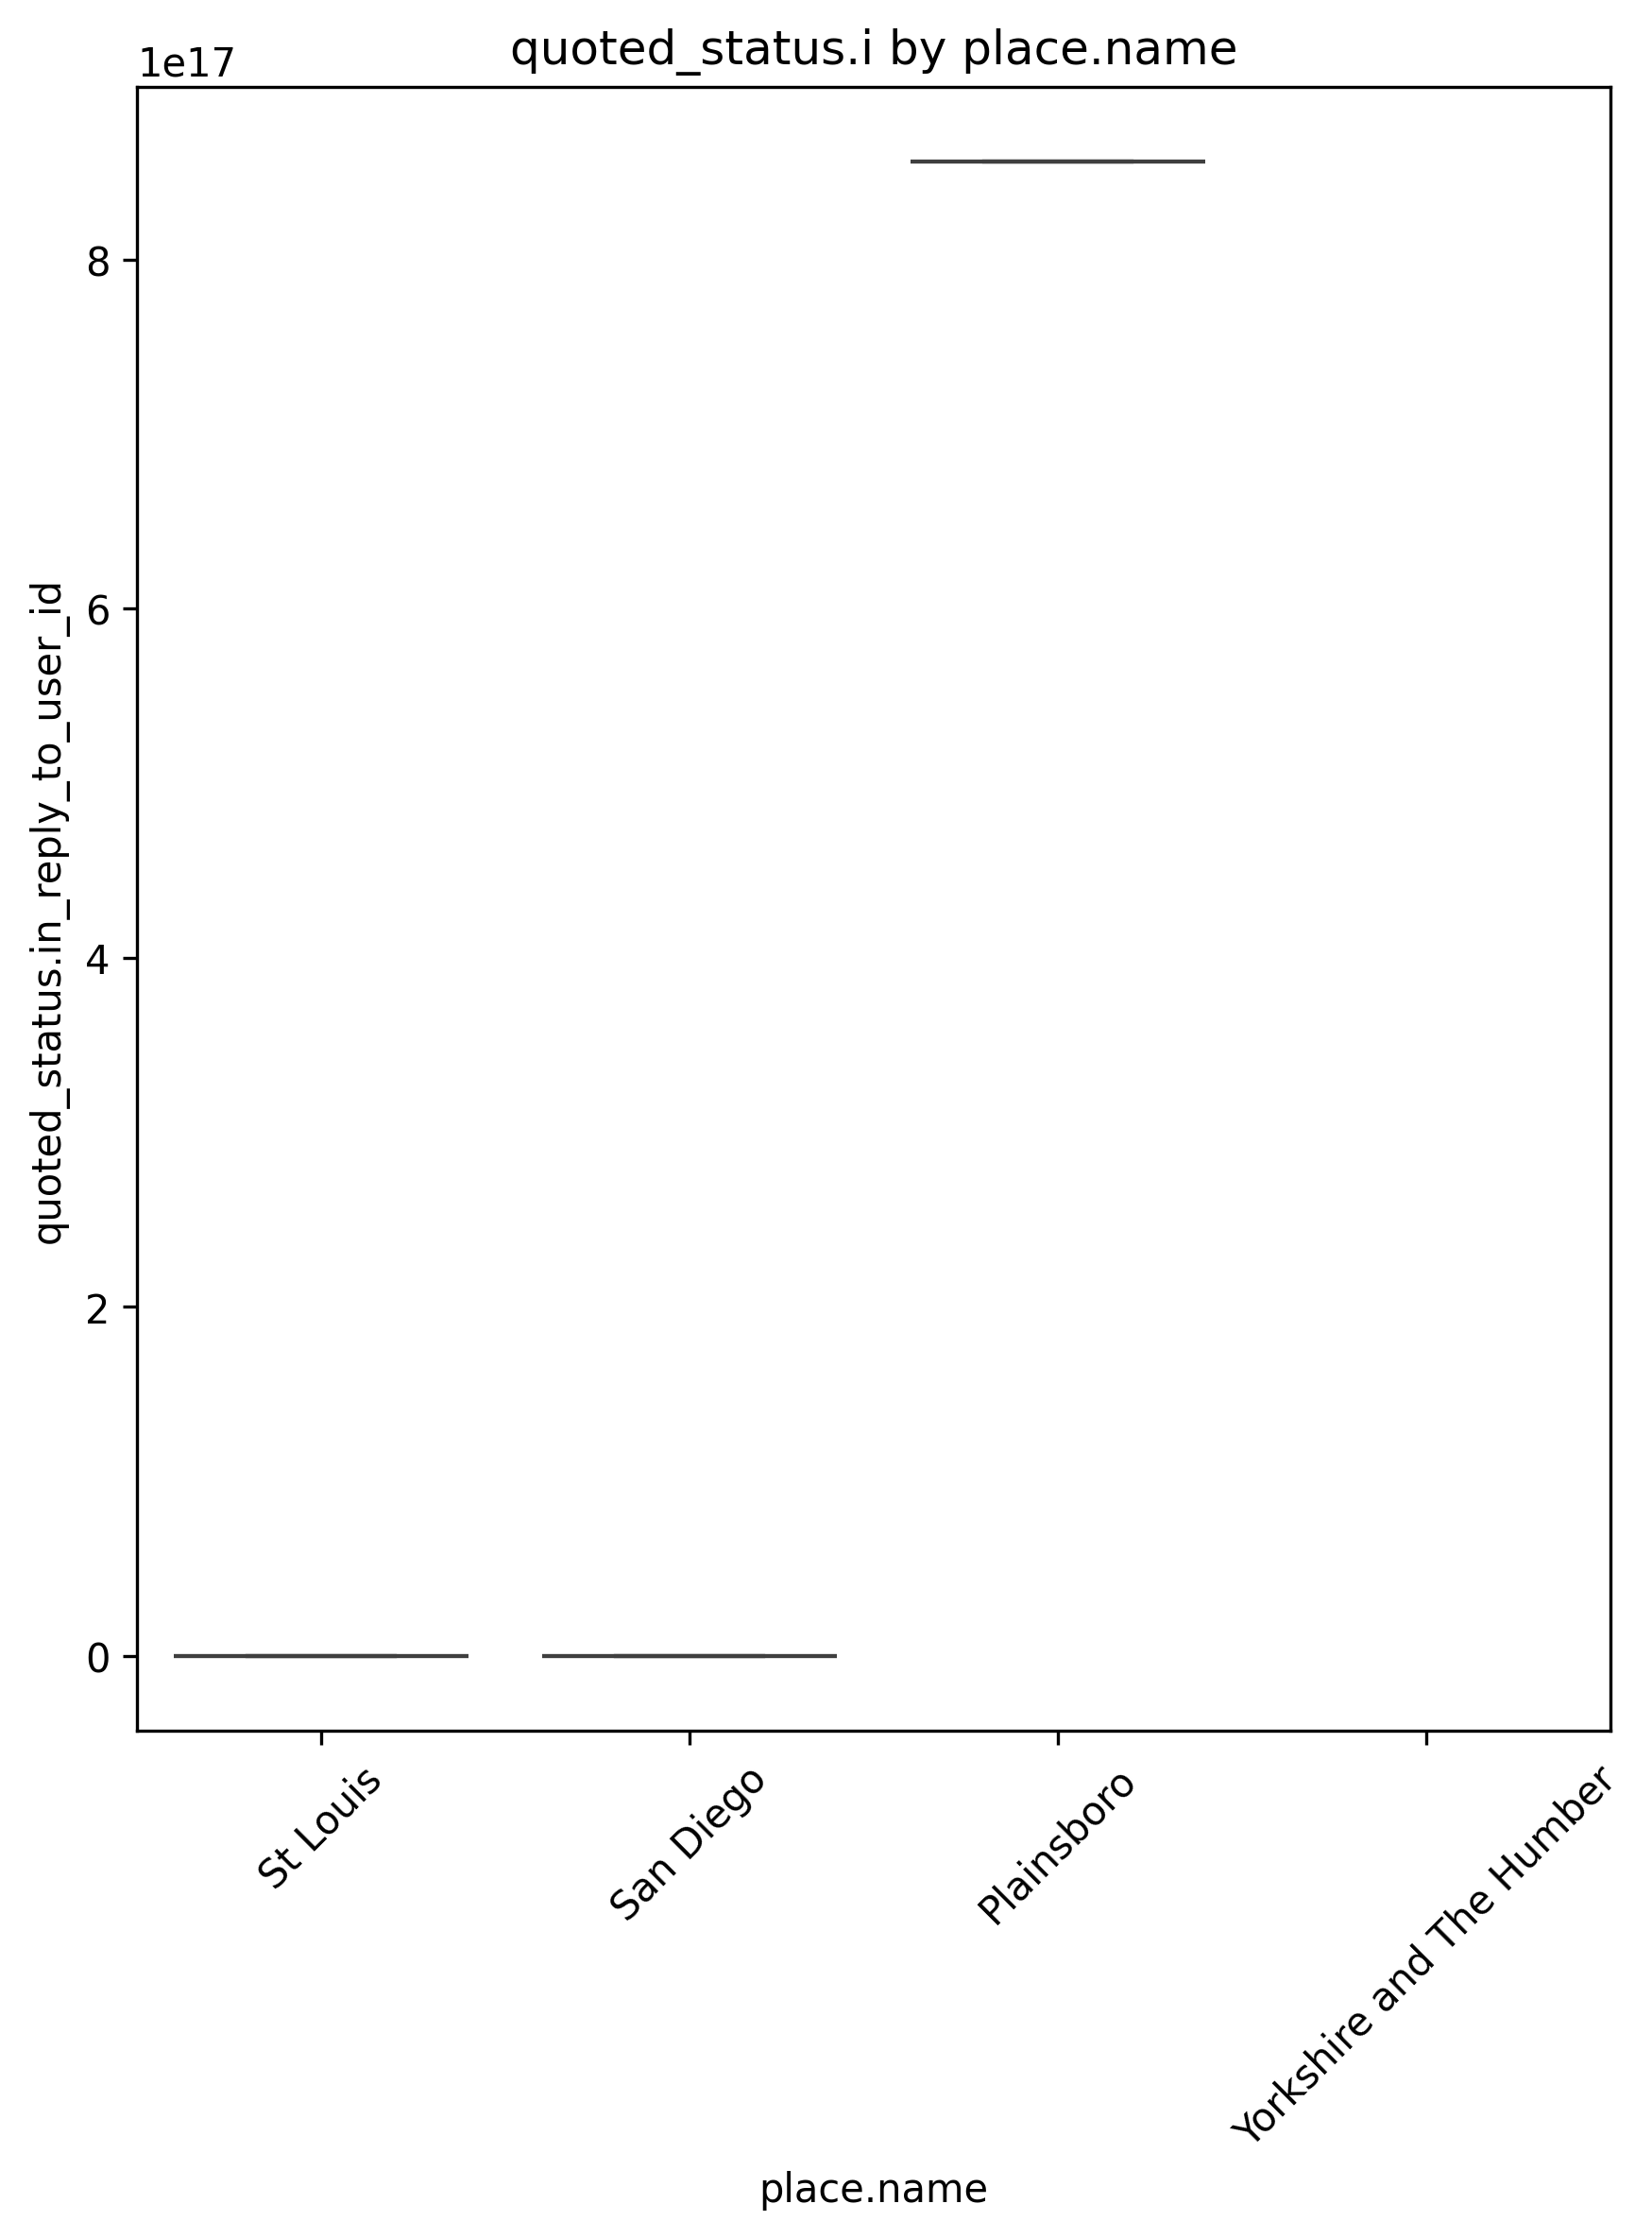 quoted_status.i by place.name
1e17
8
6
4
2
0
quoted_status.in_reply_to_user_id
St Louis
San Diego
Plainsboro
Yorkshire and The Humber
place.name